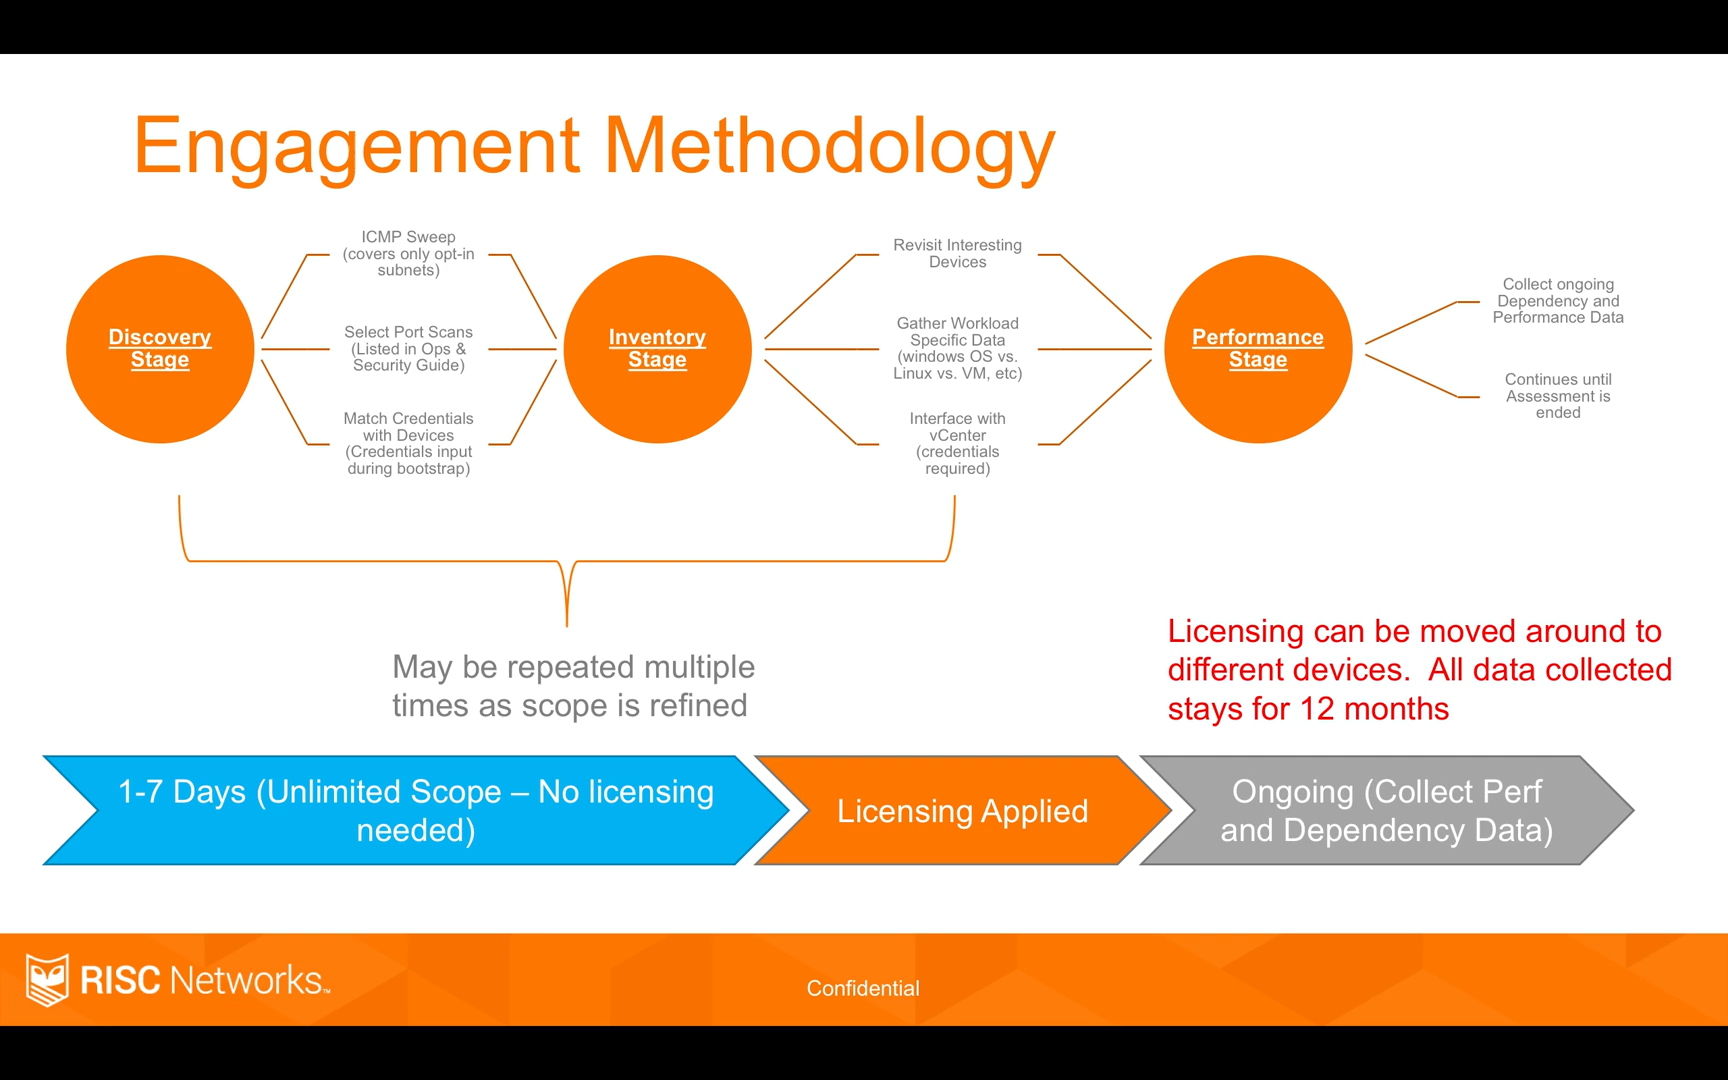 Engagement Methodology
Discovery
Stage
ICMP Sweep
(covers only opt-in
subnets)
Select Port Scans
(Listed in Ops &
Security Guide)
Match Credentials
with Devices
(Credentials input
during bootstrap)
Inventory
Stage
Revisit Interesting
Devices
Gather Workload
Specific Data
(windows OS vs.
Linux vs. VM, etc)
Interface with
vCenter
(credentials
required)
Performance
Stage
Collect ongoing
Dependency and
Performance Data
Continues until
Assessment is
ended
May be repeated multiple
times as scope is refined
Licensing can be moved around to
different devices.  All data collected
stays for 12 months
1-7 Days (Unlimited Scope – No licensing
needed)
Licensing Applied
Ongoing (Collect Perf
and Dependency Data)
RISC Networks™
Confidential